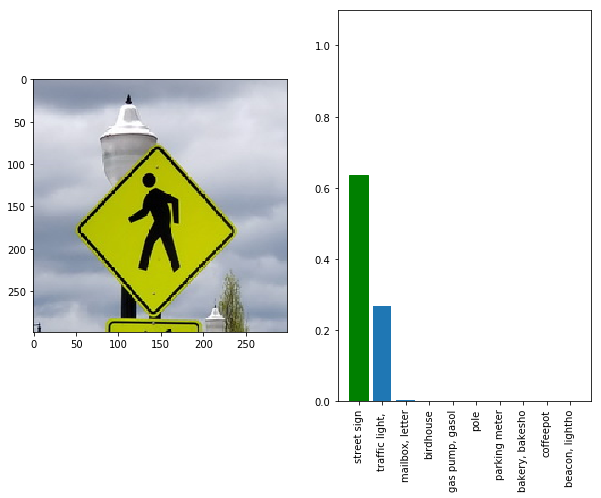 0
50
100
150
200
250
0
50
100
150
200
250
1.0
0.8
0.6
0.4
0.2
0.0
street sign
traffic light,
mailbox, letter
birdhouse
gas pump, gasol
pole
parking meter
bakery, bakesho
coffeepot
beacon, lightho